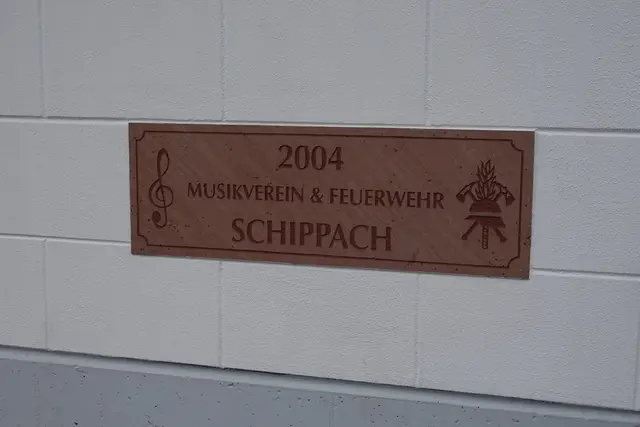 2004
MUSIKVEREIN & FEUERWEHR
SCHIPPACH